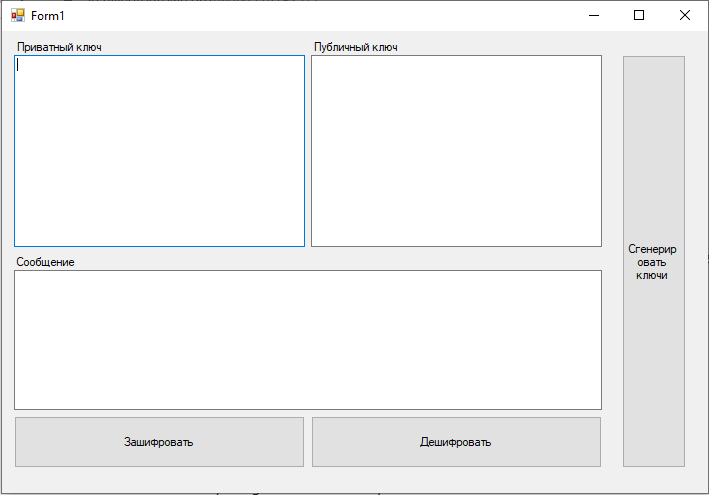 Form1
Приватный ключ
Публичный ключ
Сообщение
Сгенерир
овать
ключи
Зашифровать
Дешифровать